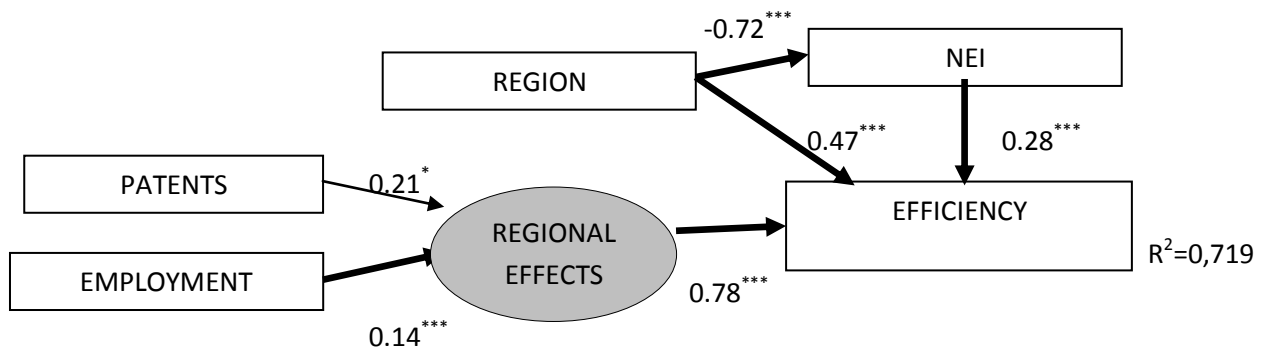 -0.72***
NEI
REGION
0.47***
0.28***
PATENTS
0.21*
EFFICIENCY
REGIONAL
EFFECTS
R²=0,719
EMPLOYMENT
0.78***
0.14***